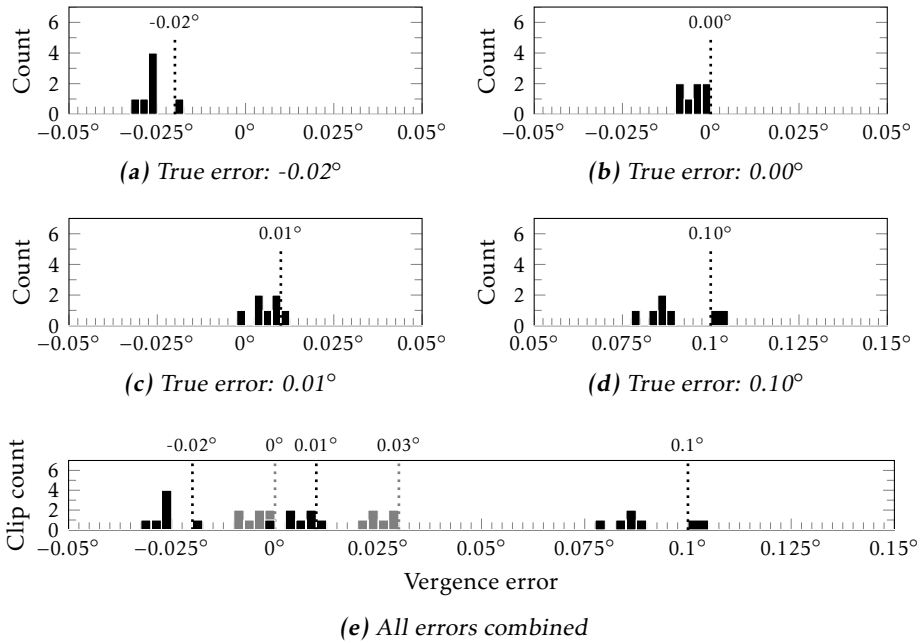 -0.02°
Count
6
4
2
0
−0.05° −0.025° 0° 0.025° 0.05°
(a) True error: -0.02°
0.00°
Count
6
4
2
0
−0.05° −0.025° 0° 0.025° 0.05°
(b) True error: 0.00°
0.01°
Count
6
4
2
0
−0.05° −0.025° 0° 0.025° 0.05°
(c) True error: 0.01°
0.10°
Count
6
4
2
0
0.05° 0.075° 0.1° 0.125° 0.15°
(d) True error: 0.10°
-0.02° 0° 0.01° 0.03° 0.1°
Clip count
6
4
2
0
−0.05° −0.025° 0° 0.025° 0.05° 0.075° 0.1° 0.125° 0.15°
Vergence error
(e) All errors combined